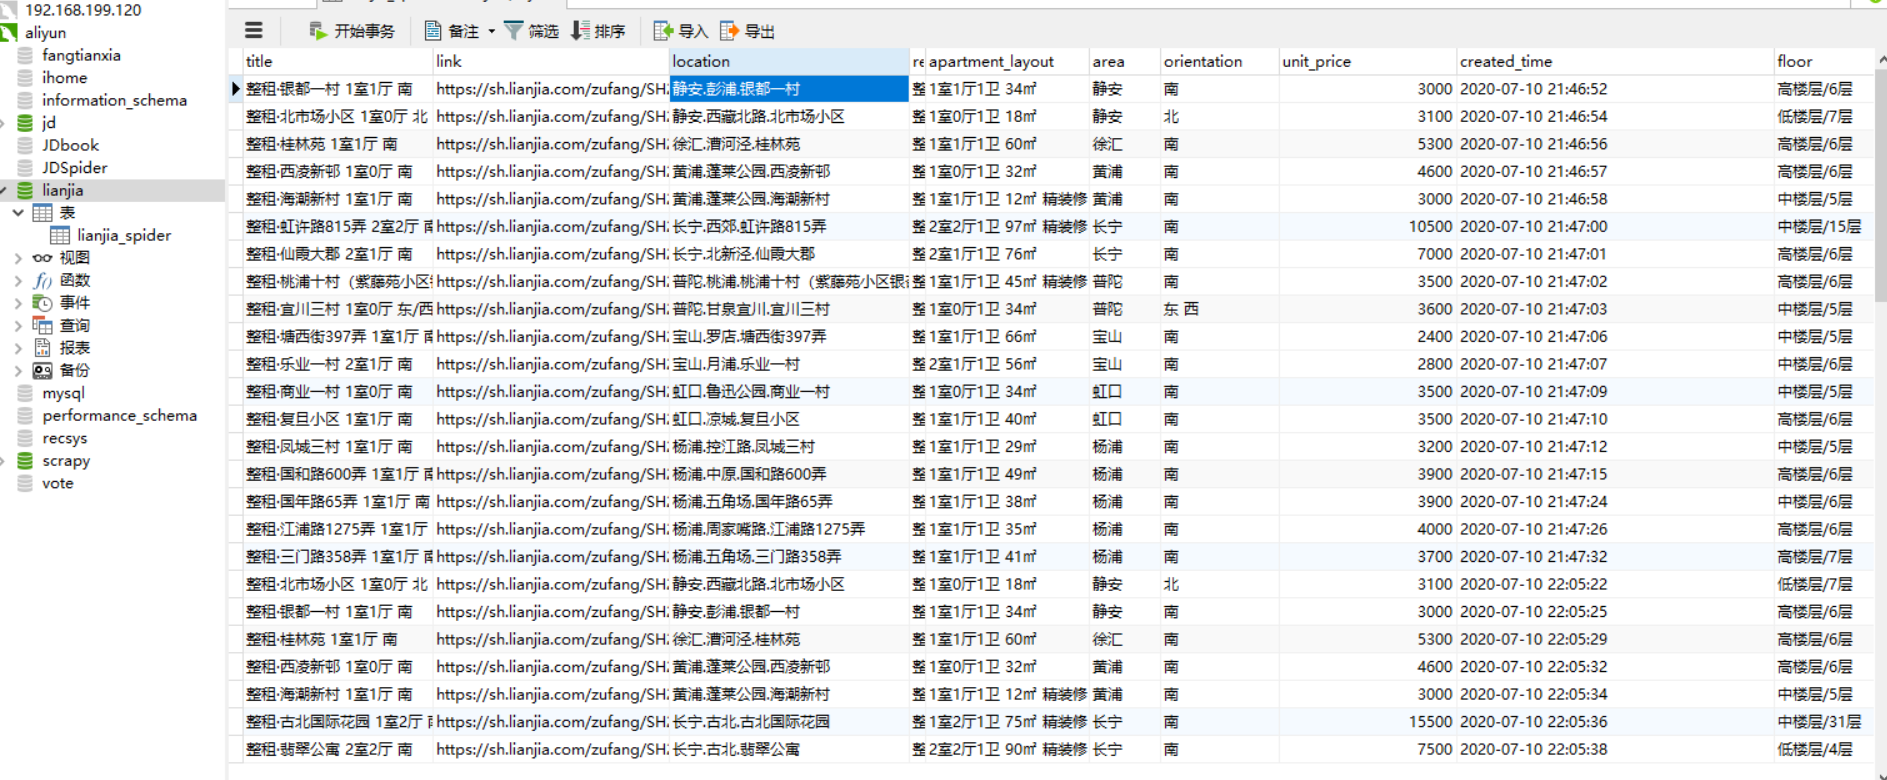 192.168.199.120
aliyun
fangtianxia
ihome
information_schema
jd
JDbook
JDSpider
lianjia
表
lianjia_spider
视图
函数
事件
查询
报表
备份
mysql
performance_schema
recsys
scrapy
vote
开始事务 备注 筛选 排序 导入 导出
title link location re apartment_layout area orientation unit_price created_time floor
整租·银都一村 1室1厅 南 https://sh.lianjia.com/zufang/SH 静安.彭浦.银都一村 整 1室1厅1卫 34㎡ 静安 南 3000 2020-07-10 21:46:52 高楼层/6层
整租·北市场小区 1室0厅 北 https://sh.lianjia.com/zufang/SH 静安.西藏北路.北市场小区 整 1室0厅1卫 18㎡ 静安 北 3100 2020-07-10 21:46:54 低楼层/7层
整租·桂林苑 1室1厅 南 https://sh.lianjia.com/zufang/SH 徐汇.漕河泾.桂林苑 整 1室1厅1卫 60㎡ 徐汇 南 5300 2020-07-10 21:46:56 高楼层/6层
整租·西凌新邨 1室0厅 南 https://sh.lianjia.com/zufang/SH 黄浦.蓬莱公园.西凌新邨 整 1室0厅1卫 32㎡ 黄浦 南 4600 2020-07-10 21:46:57 高楼层/6层
整租·海潮新村 1室1厅 南 https://sh.lianjia.com/zufang/SH 黄浦.蓬莱公园.海潮新村 整 1室1厅1卫 12㎡ 精装修 黄浦 南 3000 2020-07-10 21:46:58 中楼层/5层
整租·虹许路815弄 2室2厅 南 https://sh.lianjia.com/zufang/SH 长宁.西郊.虹许路815弄 整 2室2厅1卫 97㎡ 精装修 长宁 南 10500 2020-07-10 21:47:00 中楼层/15层
整租·仙霞大郡 2室1厅 南 https://sh.lianjia.com/zufang/SH 长宁.北新泾.仙霞大郡 整 2室1厅1卫 76㎡ 长宁 南 7000 2020-07-10 21:47:01 高楼层/6层
整租·桃浦十村（紫藤苑小区 https://sh.lianjia.com/zufang/SH 普陀.桃浦.桃浦十村（紫藤苑小区银 整 1室1厅1卫 45㎡ 精装修 普陀 南 3500 2020-07-10 21:47:02 高楼层/6层
整租·宜川三村 1室0厅 东/西 https://sh.lianjia.com/zufang/SH 普陀.甘泉宜川.宜川三村 整 1室0厅1卫 34㎡ 普陀 东 西 3600 2020-07-10 21:47:03 中楼层/5层
整租·塘西街397弄 1室1厅 南 https://sh.lianjia.com/zufang/SH 宝山.罗店.塘西街397弄 整 1室1厅1卫 66㎡ 宝山 南 2400 2020-07-10 21:47:06 中楼层/5层
整租·乐业一村 2室1厅 南 https://sh.lianjia.com/zufang/SH 宝山.月浦.乐业一村 整 2室1厅1卫 56㎡ 宝山 南 2800 2020-07-10 21:47:07 高楼层/6层
整租·商业一村 1室0厅 南 https://sh.lianjia.com/zufang/SH 虹口.鲁迅公园.商业一村 整 1室0厅1卫 34㎡ 虹口 南 3500 2020-07-10 21:47:09 中楼层/5层
整租·复旦小区 1室1厅 南 https://sh.lianjia.com/zufang/SH 虹口.凉城.复旦小区 整 1室1厅1卫 40㎡ 虹口 南 3500 2020-07-10 21:47:10 高楼层/6层
整租·凤城三村 1室1厅 南 https://sh.lianjia.com/zufang/SH 杨浦.控江路.凤城三村 整 1室1厅1卫 29㎡ 杨浦 南 3200 2020-07-10 21:47:12 中楼层/5层
整租·国和路600弄 1室1厅 南 https://sh.lianjia.com/zufang/SH 杨浦.中原.国和路600弄 整 1室1厅1卫 49㎡ 杨浦 南 3900 2020-07-10 21:47:15 高楼层/6层
整租·国年路65弄 1室1厅 南 https://sh.lianjia.com/zufang/SH 杨浦.五角场.国年路65弄 整 1室1厅1卫 38㎡ 杨浦 南 3900 2020-07-10 21:47:24 中楼层/6层
整租·江浦路1275弄 1室1厅 https://sh.lianjia.com/zufang/SH 杨浦.周家嘴路.江浦路1275弄 整 1室1厅1卫 35㎡ 杨浦 南 4000 2020-07-10 21:47:26 高楼层/6层
整租·三门路358弄 1室1厅 南 https://sh.lianjia.com/zufang/SH 杨浦.五角场.三门路358弄 整 1室1厅1卫 41㎡ 杨浦 南 3700 2020-07-10 21:47:32 高楼层/7层
整租·北市场小区 1室0厅 北 https://sh.lianjia.com/zufang/SH 静安.西藏北路.北市场小区 整 1室0厅1卫 18㎡ 静安 北 3100 2020-07-10 22:05:22 低楼层/7层
整租·银都一村 1室1厅 南 https://sh.lianjia.com/zufang/SH 静安.彭浦.银都一村 整 1室1厅1卫 34㎡ 静安 南 3000 2020-07-10 22:05:25 高楼层/6层
整租·桂林苑 1室1厅 南 https://sh.lianjia.com/zufang/SH 徐汇.漕河泾.桂林苑 整 1室1厅1卫 60㎡ 徐汇 南 5300 2020-07-10 22:05:29 高楼层/6层
整租·西凌新邨 1室0厅 南 https://sh.lianjia.com/zufang/SH 黄浦.蓬莱公园.西凌新邨 整 1室0厅1卫 32㎡ 黄浦 南 4600 2020-07-10 22:05:32 高楼层/6层
整租·海潮新村 1室1厅 南 https://sh.lianjia.com/zufang/SH 黄浦.蓬莱公园.海潮新村 整 1室1厅1卫 12㎡ 精装修 黄浦 南 3000 2020-07-10 22:05:34 中楼层/5层
整租·古北国际花园 1室2厅 https://sh.lianjia.com/zufang/SH 长宁.古北.古北国际花园 整 1室2厅1卫 75㎡ 精装修 长宁 南 15500 2020-07-10 22:05:36 中楼层/31层
整租·翡翠公寓 2室2厅 南 https://sh.lianjia.com/zufang/SH 长宁.古北.翡翠公寓 整 2室2厅1卫 90㎡ 精装修 长宁 南 7500 2020-07-10 22:05:38 低楼层/4层